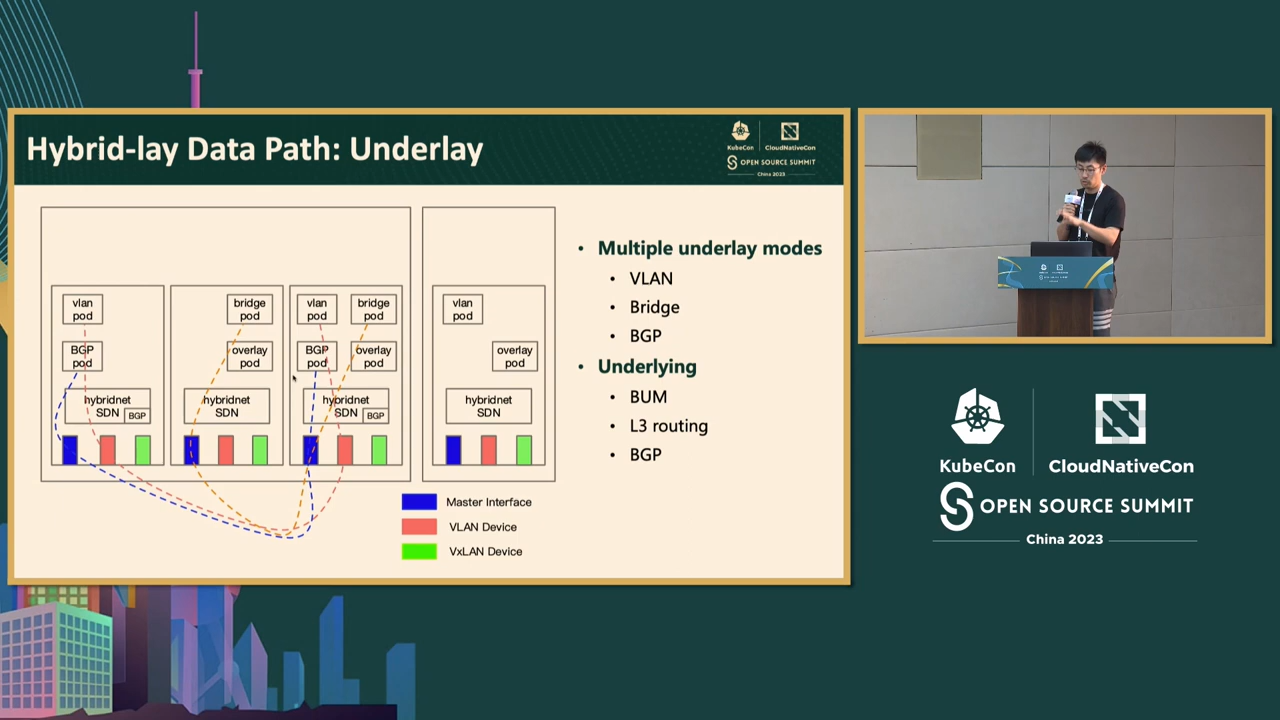 Hybrid-lay Data Path: Underlay
KubeCon
CloudNativeCon
OPEN SOURCE SUMMIT
China 2023
vlan
pod
BGP
pod
hybridnet
SDN
BGP
bridge
pod
overlay
pod
hybridnet
SDN
vlan
pod
bridge
pod
BGP
pod
overlay
pod
hybridnet
SDN
BGP
vlan
pod
overlay
pod
hybridnet
SDN
Master Interface
VLAN Device
VxLAN Device
• Multiple underlay modes
• VLAN
• Bridge
• BGP
• Underlying
• BUM
• L3 routing
• BGP
KubeCon
CloudNativeCon
OPEN SOURCE SUMMIT
China 2023